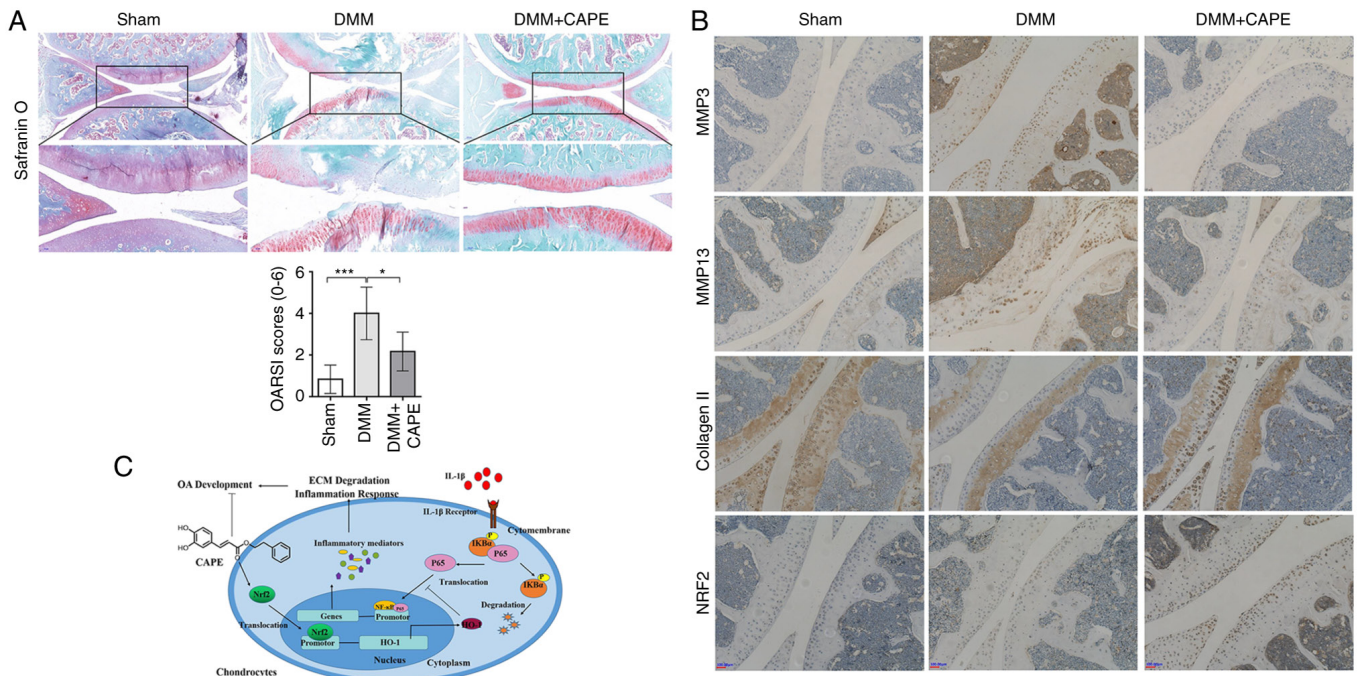 A
Sham
DMM
DMM+CAPE
Safranin O
OARSI scores (0-6)
6
4
2
0
***
*
Sham
DMM
DMM+
CAPE
B
Sham
DMM
DMM+CAPE
MMP3
MMP13
Collagen II
NRF2
C
OA Development
ECM Degradation
Inflammation Response
IL-1β
IL-1β Receptor
Cytomembrane
HO
HO
O
O
CAPE
Inflammatory mediators
P
IKBα
P65
P65
Translocation
P
IKBα
Degradation
Nrf2
Translocation
Genes
NF-κB
P65
Promotor
HO-1
Nrf2
Promotor
HO-1
Nucleus
Cytoplasm
Chondrocytes